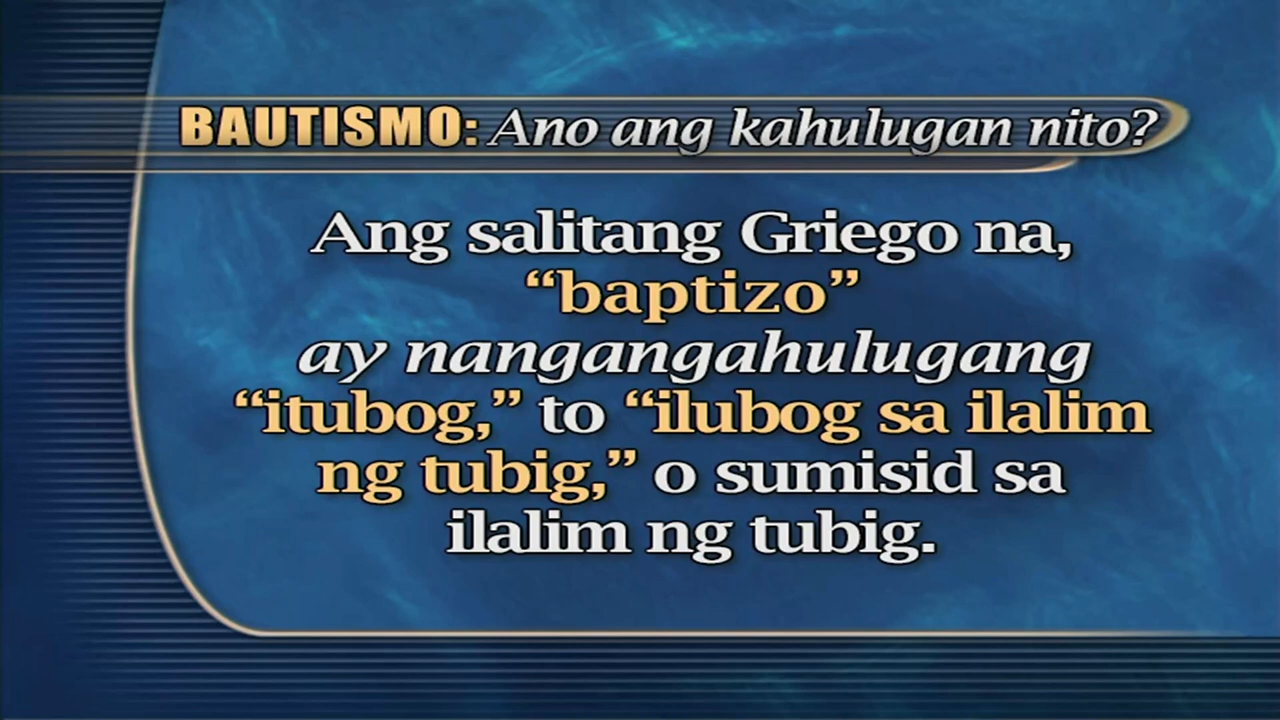 BAUTISMO: Ano ang kahulugan nito?
Ang salitang Griego na,
“baptizo”
ay nangangahulugang
“itubog,” to “ilubog sa ilalim
ng tubig,” o sumisid sa
ilalim ng tubig.